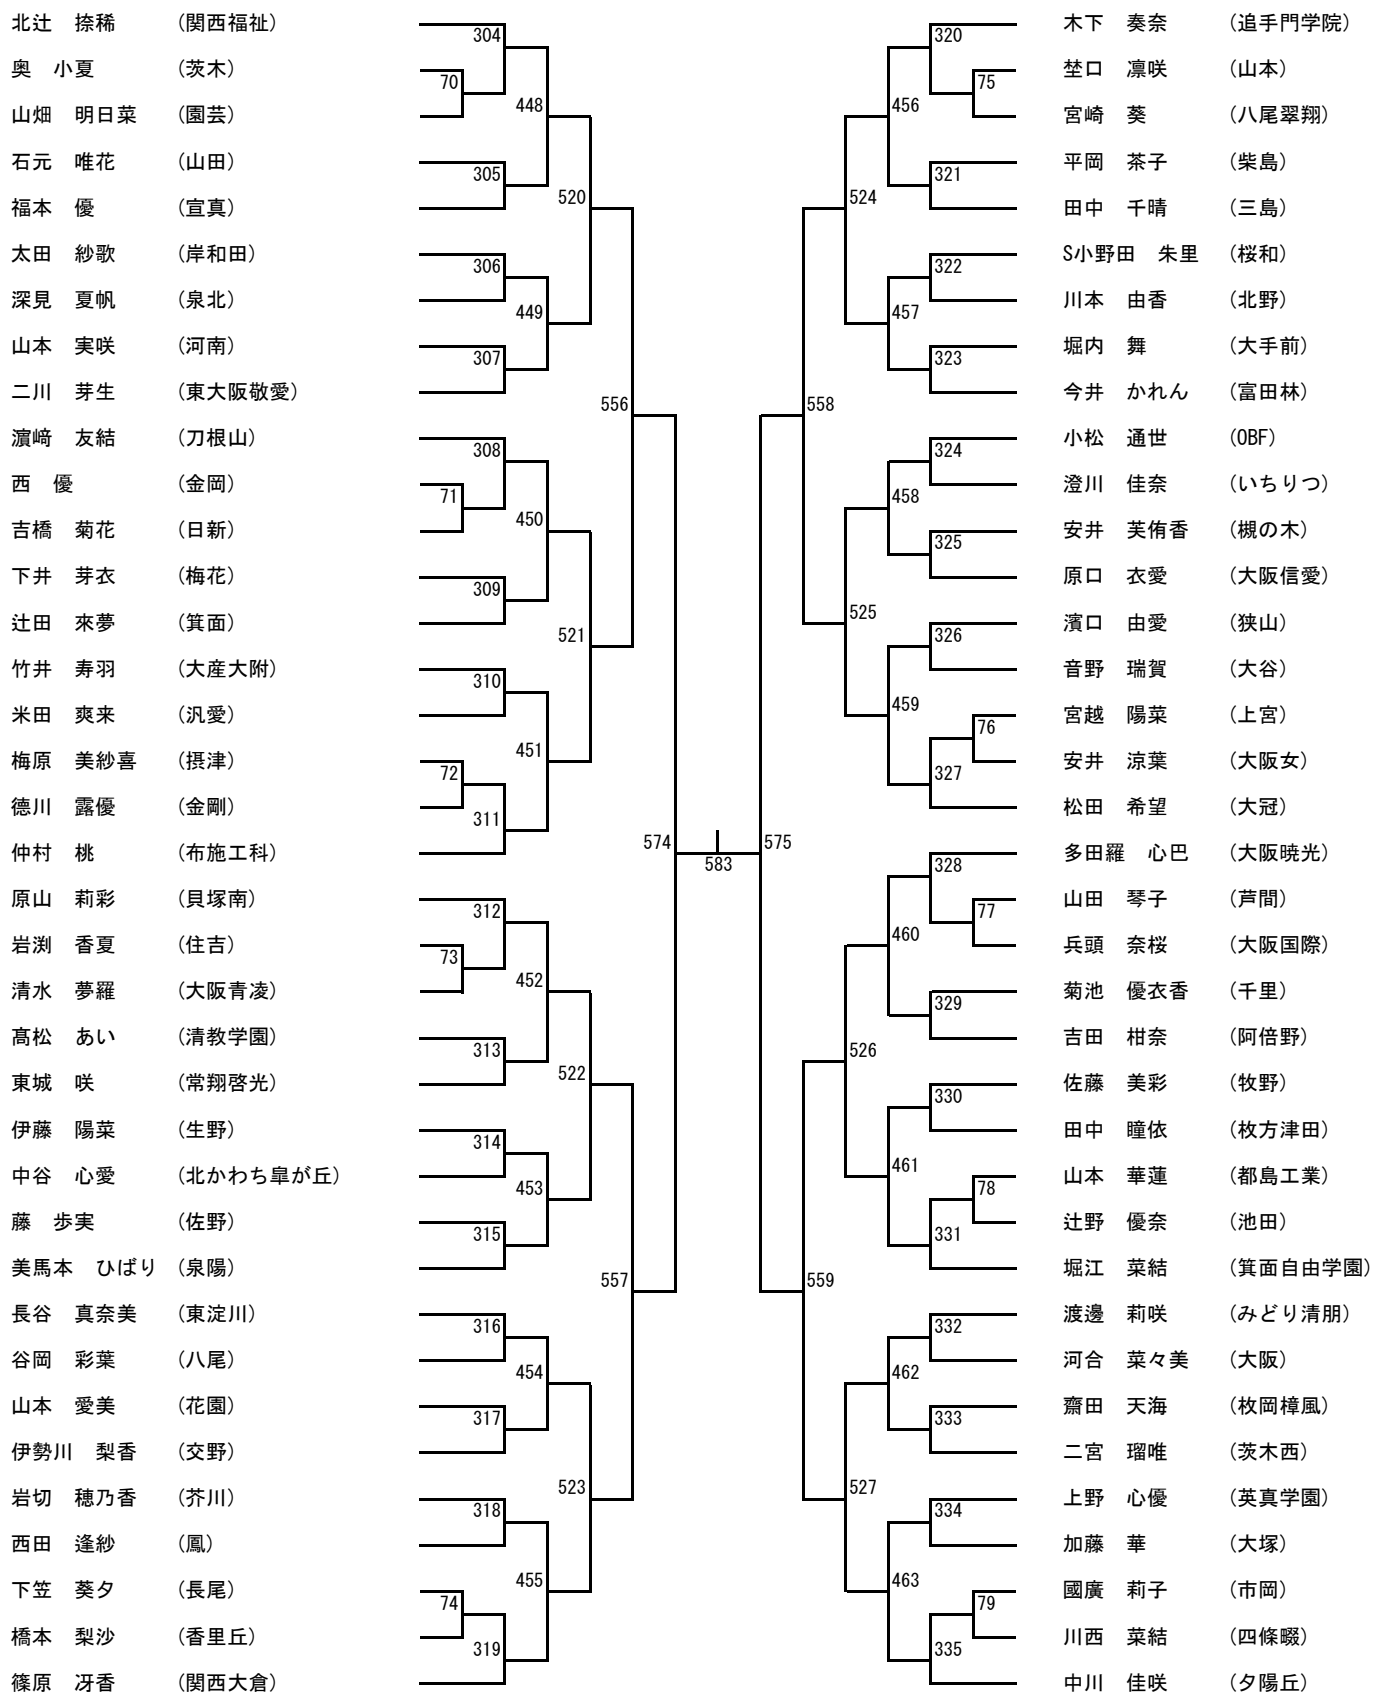 北辻　捺稀　（関西福祉）
奥　小夏　（茨木）
山畑　明日菜　（園芸）
石元　唯花　（山田）
福本　優　（宣真）
太田　紗歌　（岸和田）
深見　夏帆　（泉北）
山本　実咲　（河南）
二川　芽生　（東大阪敬愛）
濵﨑　友結　（刀根山）
西　優　（金岡）
吉橋　菊花　（日新）
下井　芽衣　（梅花）
辻田　來夢　（箕面）
竹井　寿羽　（大産大附）
米田　爽来　（汎愛）
梅原　美紗喜　（摂津）
德川　露優　（金剛）
仲村　桃　（布施工科）
原山　莉彩　（貝塚南）
岩渕　香夏　（住吉）
清水　夢羅　（大阪青凌）
髙松　あい　（清教学園）
東城　咲　（常翔啓光）
伊藤　陽菜　（生野）
中谷　心愛　（北かわち皐が丘）
藤　歩実　（佐野）
美馬本　ひばり　（泉陽）
長谷　真奈美　（東淀川）
谷岡　彩葉　（八尾）
山本　愛美　（花園）
伊勢川　梨香　（交野）
岩切　穂乃香　（芥川）
西田　逢紗　（鳳）
下笠　葵夕　（長尾）
橋本　梨沙　（香里丘）
篠原　冴香　（関西大倉）
304
70
448
305
520
306
449
307
556
308
71
450
309
521
310
451
72
311
574
312
73
452
313
522
314
453
315
557
316
454
317
523
318
455
74
319
583
320
75
456
321
524
322
457
323
558
324
458
325
525
326
459
76
327
575
328
77
460
329
526
330
461
78
331
559
332
462
333
527
334
463
79
335
木下　奏奈　（追手門学院）
埜口　凛咲　（山本）
宮崎　葵　（八尾翠翔）
平岡　茶子　（柴島）
田中　千晴　（三島）
S小野田　朱里　（桜和）
川本　由香　（北野）
堀内　舞　（大手前）
今井　かれん　（富田林）
小松　通世　（OBF）
澄川　佳奈　（いちりつ）
安井　芙侑香　（槻の木）
原口　衣愛　（大阪信愛）
濱口　由愛　（狭山）
音野　瑞賀　（大谷）
宮越　陽菜　（上宮）
安井　涼葉　（大阪女）
松田　希望　（大冠）
多田羅　心巴　（大阪暁光）
山田　琴子　（芦間）
兵頭　奈桜　（大阪国際）
菊池　優衣香　（千里）
吉田　柑奈　（阿倍野）
佐藤　美彩　（牧野）
田中　瞳依　（枚方津田）
山本　華蓮　（都島工業）
辻野　優奈　（池田）
堀江　菜結　（箕面自由学園）
渡邊　莉咲　（みどり清朋）
河合　菜々美　（大阪）
齋田　天海　（枚岡樟風）
二宮　瑠唯　（茨木西）
上野　心優　（英真学園）
加藤　華　（大塚）
國廣　莉子　（市岡）
川西　菜結　（四條畷）
中川　佳咲　（夕陽丘）